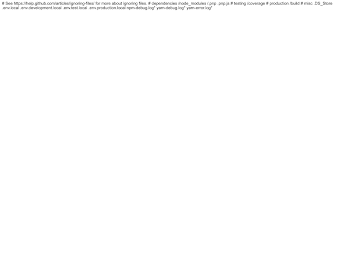 # See https://help.github.com/articles/ignoring-files/ for more about ignoring files. # dependencies /node_modules /.pnp .pnp.js # testing /coverage # production /build # misc .DS_Store
.env.local .env.development.local .env.test.local .env.production.local npm-debug.log* yarn-debug.log* yarn-error.log*